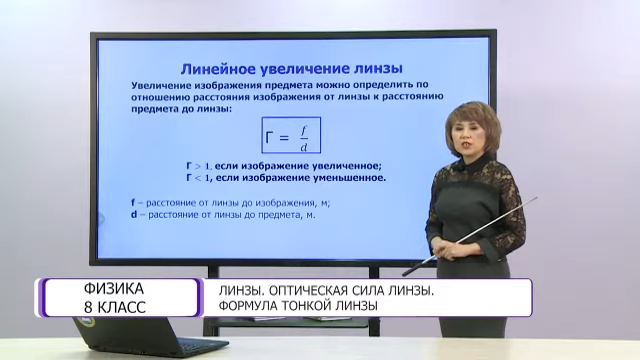 Линейное увеличение линзы
Увеличение изображения предмета можно определить по
отношению расстояния изображения от линзы к расстоянию
предмета до линзы:
Г = f/d
Г > 1, если изображение увеличенное;
Г < 1, если изображение уменьшенное.
f – расстояние от линзы до изображения, м;
d – расстояние от линзы до предмета, м.
ФИЗИКА
8 КЛАСС
ЛИНЗЫ. ОПТИЧЕСКАЯ СИЛА ЛИНЗЫ.
ФОРМУЛА ТОНКОЙ ЛИНЗЫ